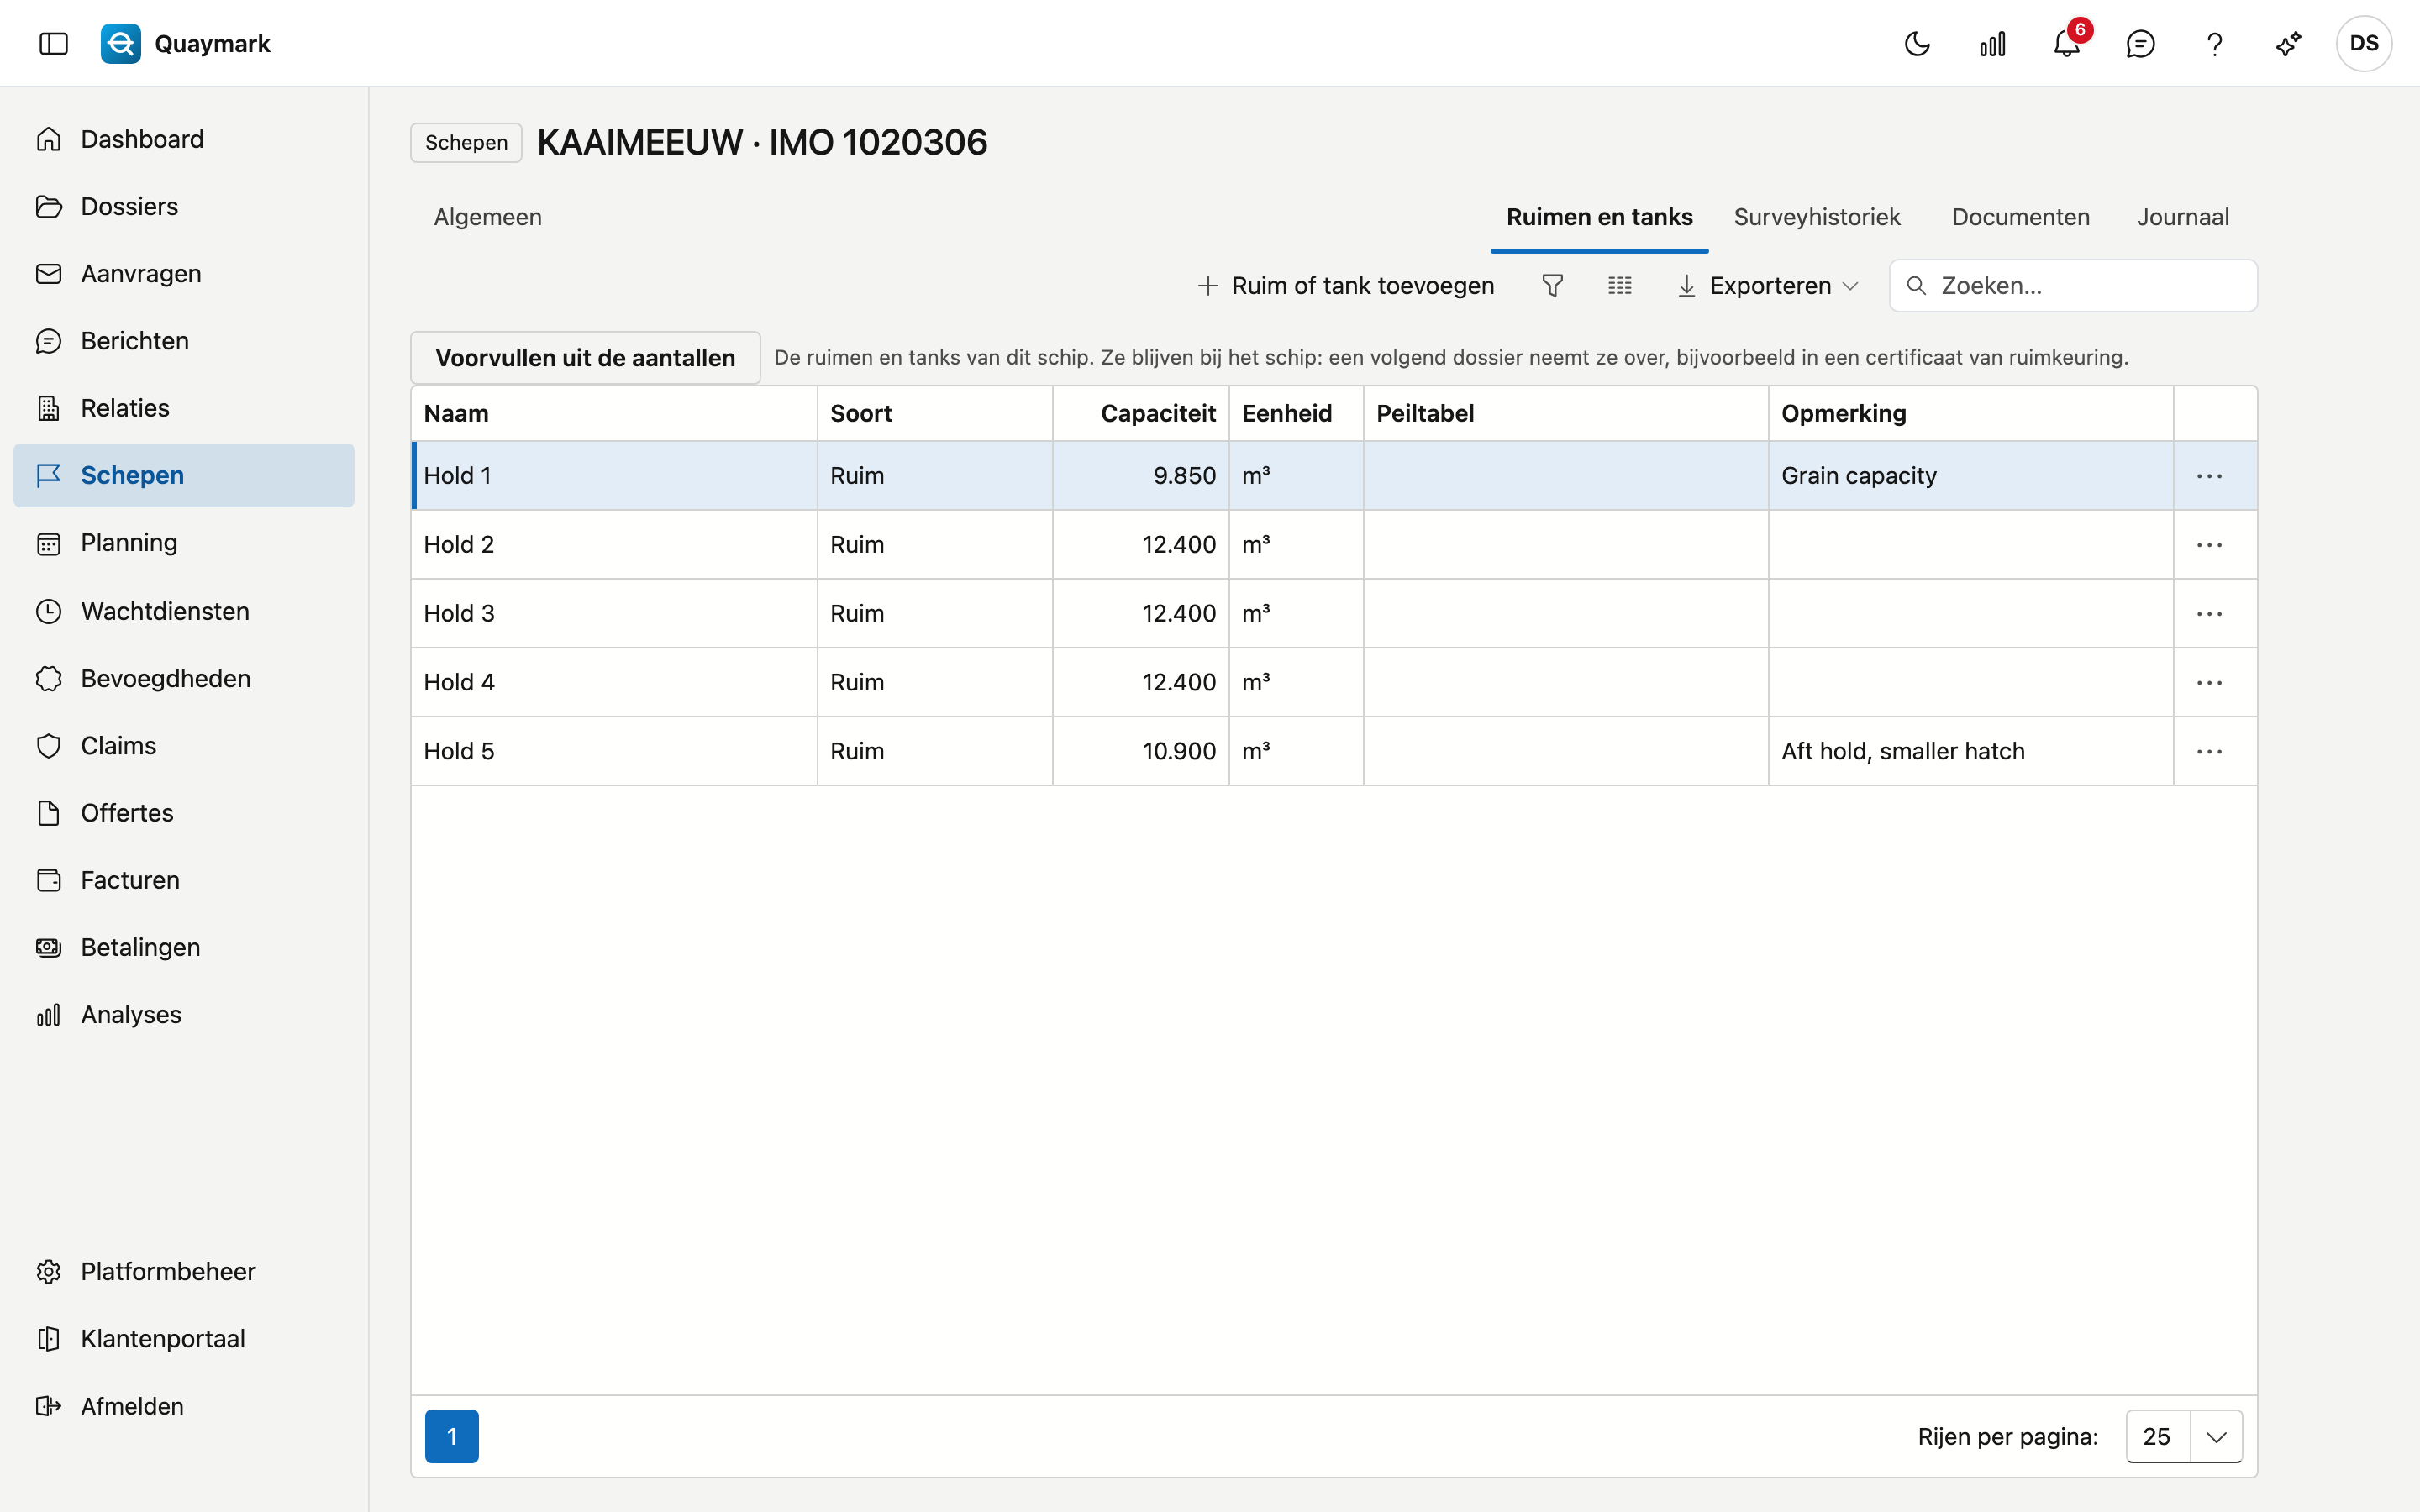 Quaymark
6
DS
Dashboard
Dossiers
Aanvragen
Berichten
Relaties
Schepen
Planning
Wachtdiensten
Bevoegdheden
Claims
Offertes
Facturen
Betalingen
Analyses
Platformbeheer
Klantenportaal
Afmelden
Schepen KAAIMEEUW · IMO 1020306
Algemeen Ruimen en tanks Surveyhistoriek Documenten Journaal
Ruim of tank toevoegen Exporteren Zoeken...
Voorvullen uit de aantallen De ruimen en tanks van dit schip. Ze blijven bij het schip: een volgend dossier neemt ze over, bijvoorbeeld in een certificaat van ruimkeuring.
Naam Soort Capaciteit Eenheid Peiltabel Opmerking
Hold 1 Ruim 9.850 m³ Grain capacity
Hold 2 Ruim 12.400 m³
Hold 3 Ruim 12.400 m³
Hold 4 Ruim 12.400 m³
Hold 5 Ruim 10.900 m³ Aft hold, smaller hatch
1 Rijen per pagina: 25